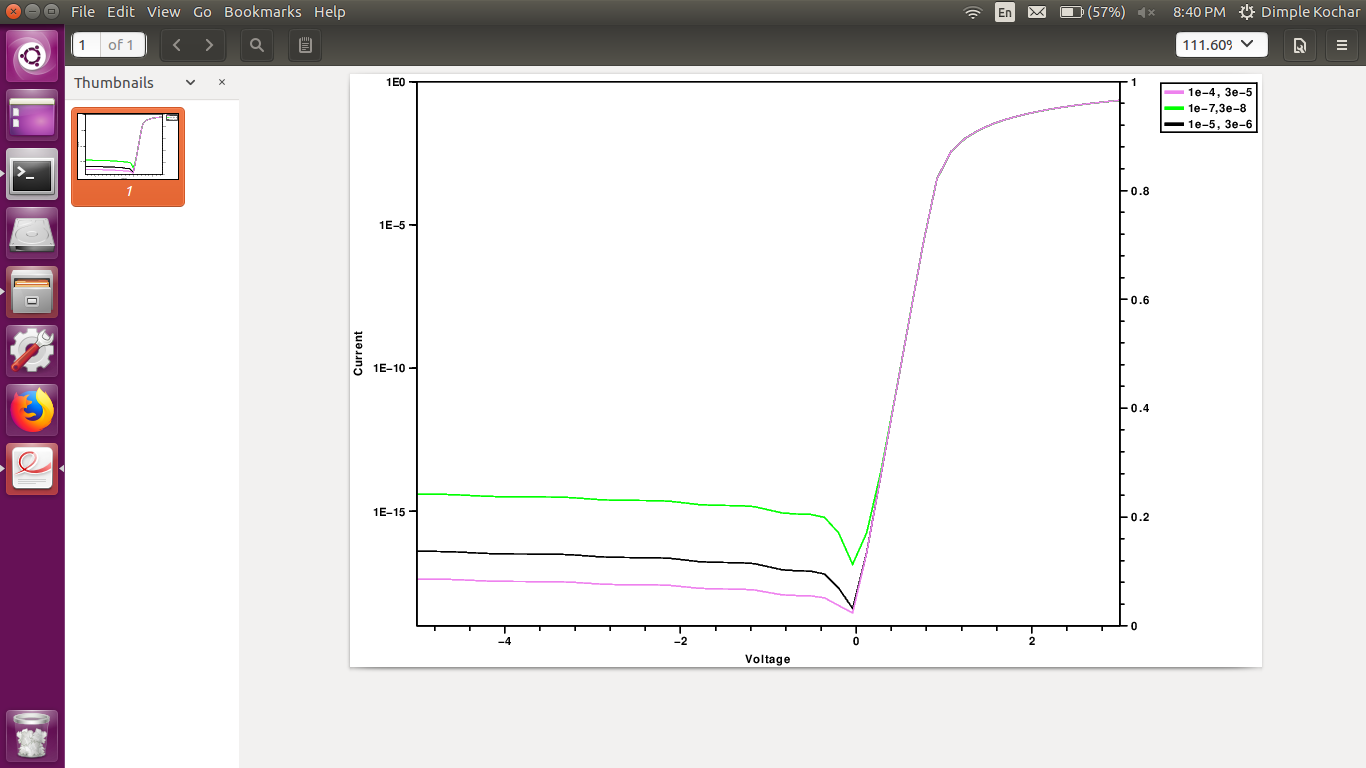 File Edit View Go Bookmarks Help
En (57%) 8:40 PM Dimple Kochar
1 of 1
111.60%
Thumbnails
1
1E0
1E−5
1E−10
1E−15
Current
−4 −2 0 2
Voltage
1
0.8
0.6
0.4
0.2
0
1e−4, 3e−5
1e−7,3e−8
1e−5, 3e−6